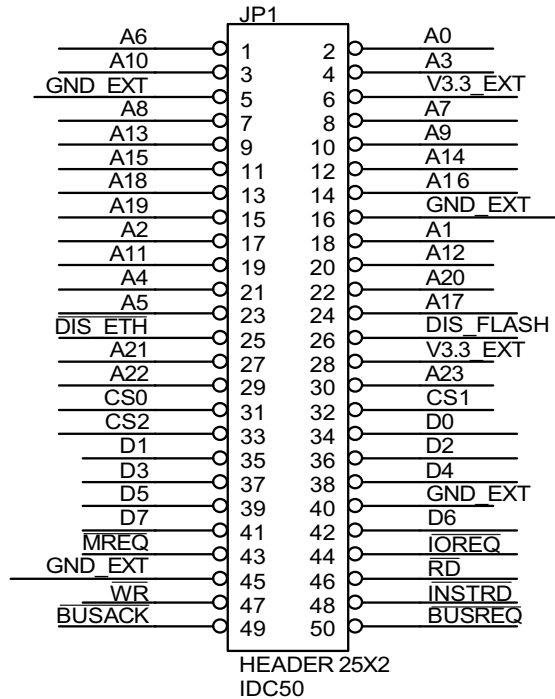 JP1
A6 1 2 A0
A10 3 4 A3
GND_EXT 5 6 V3.3_EXT
A8 7 8 A7
A13 9 10 A9
A15 11 12 A14
A18 13 14 A16
A19 15 16 GND_EXT
A2 17 18 A1
A11 19 20 A12
A4 21 22 A20
A5 23 24 A17
DIS_ETH 25 26 DIS_FLASH
A21 27 28 V3.3_EXT
A22 29 30 A23
CS0 31 32 CS1
CS2 33 34 D0
D1 35 36 D2
D3 37 38 D4
D5 39 40 GND_EXT
D7 41 42 D6
MREQ 43 44 IOREQ
GND_EXT 45 46 RD
WR 47 48 INSTRD
BUSACK 49 50 BUSREQ
HEADER 25X2
IDC50